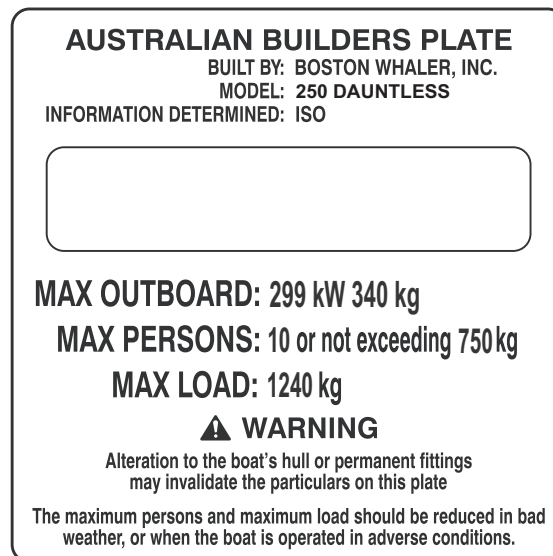 AUSTRALIAN BUILDERS PLATE
BUILT BY: BOSTON WHALER, INC.
MODEL: 250 DAUNTLESS
INFORMATION DETERMINED: ISO
MAX OUTBOARD: 299 kW 340 kg
MAX PERSONS: 10 or not exceeding 750 kg
MAX LOAD: 1240 kg
WARNING
Alteration to the boat's hull or permanent fittings
may invalidate the particulars on this plate
The maximum persons and maximum load should be reduced in bad
weather, or when the boat is operated in adverse conditions.